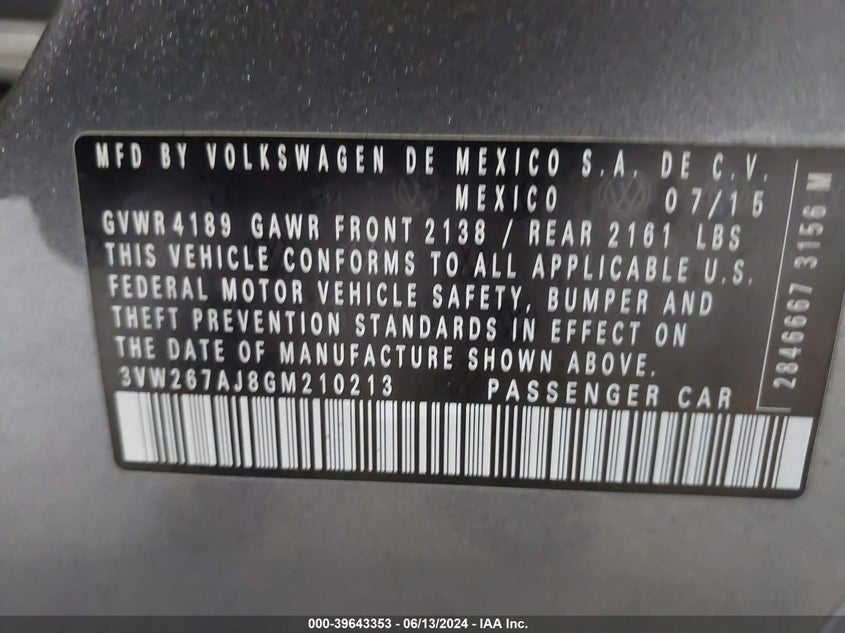 MFD BY VOLKSWAGEN DE MEXICO S.A. DE C.V.
MEXICO 07/15
GVWR 4189 GAWR FRONT 2138 / REAR 2161 LBS
THIS VEHICLE CONFORMS TO ALL APPLICABLE U.S.
FEDERAL MOTOR VEHICLE SAFETY, BUMPER AND
THEFT PREVENTION STANDARDS IN EFFECT ON
THE DATE OF MANUFACTURE SHOWN ABOVE.
3VW267AJ8GM210213 PASSENGER CAR
2846667 3156 M
000-39643353 - 06/13/2024 - IAA Inc.